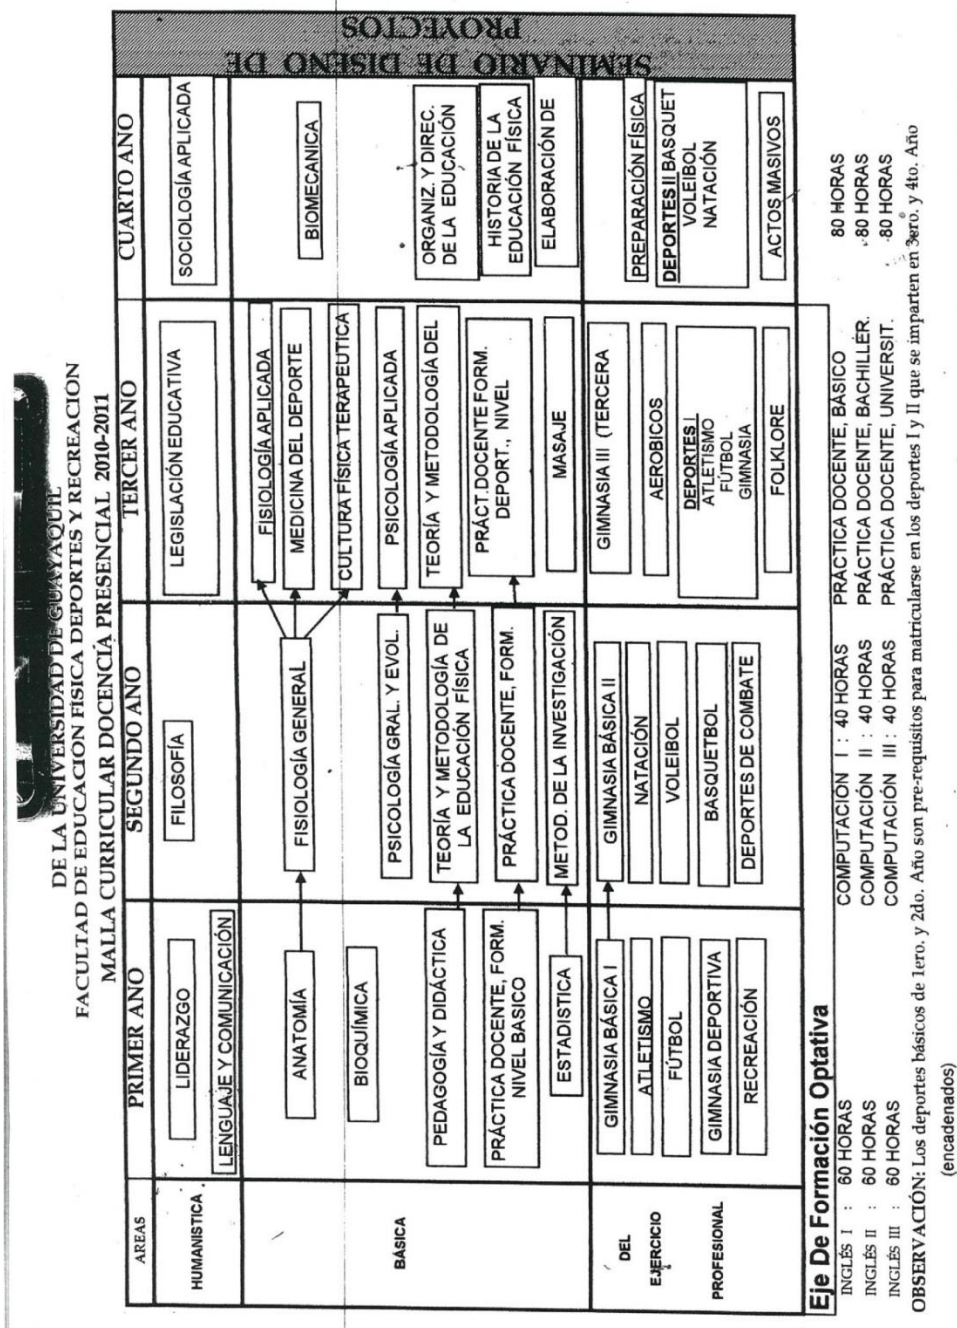 DE LA UNIVERSIDAD DE GUAYAQUIL
FACULTAD DE EDUCACIÓN FÍSICA DEPORTES Y RECREACIÓN
MALLA CURRICULAR DOCENCIA PRESENCIAL 2010-2011
AREAS
PRIMER AÑO
SEGUNDO AÑO
TERCER AÑO
CUARTO AÑO
SEMINARIO DE DISEÑO DE
PROYECTOS
HUMANISTICA
LIDERAZGO
LENGUAJE Y COMUNICACIÓN
FILOSOFÍA
LEGISLACIÓN EDUCATIVA
SOCIOLOGÍA APLICADA
BÁSICA
ANATOMÍA
BIOQUÍMICA
PEDAGOGÍA Y DIDÁCTICA
PRÁCTICA DOCENTE, FORM.
NIVEL BASICO
ESTADISTICA
FISIOLOGÍA GENERAL
PSICOLOGÍA GRAL. Y EVOL.
TEORÍA Y METODOLOGÍA DE
LA EDUCACIÓN FÍSICA
PRÁCTICA DOCENTE, FORM.
METOD. DE LA INVESTIGACIÓN
FISIOLOGÍA APLICADA
MEDICINA DEL DEPORTE
CULTURA FÍSICA TERAPEUTICA
PSICOLOGÍA APLICADA
TEORÍA Y METODOLOGÍA DEL
PRÁCT.DOCENTE FORM.
DEPORT., NIVEL
MASAJE
BIOMECANICA
ORGANIZ. Y DIREC.
DE LA EDUCACIÓN
HISTORIA DE LA
EDUCACIÓN FÍSICA
ELABORACIÓN DE
DEL
EJERCICIO
PROFESIONAL
GIMNASIA BÁSICA I
ATLETISMO
FÚTBOL
GIMNASIA DEPORTIVA
RECREACIÓN
GIMNASIA BÁSICA II
NATACIÓN
VOLEIBOL
BASQUETBOL
DEPORTES DE COMBATE
GIMNASIA III (TERCERA
AEROBICOS
DEPORTES I
ATLETISMO
FÚTBOL
GIMNASIA
FOLKLORE
PREPARACIÓN FÍSICA
DEPORTES II BASQUET
VOLEIBOL
NATACIÓN
ACTOS MASIVOS
Eje De Formación Optativa
INGLÉS I : 60 HORAS COMPUTACIÓN I : 40 HORAS PRÁCTICA DOCENTE, BÁSICO 80 HORAS
INGLÉS II : 60 HORAS COMPUTACIÓN II : 40 HORAS PRÁCTICA DOCENTE, BACHILLER. 80 HORAS
INGLÉS III : 60 HORAS COMPUTACIÓN III : 40 HORAS PRÁCTICA DOCENTE, UNIVERSIT. 80 HORAS
OBSERVACIÓN: Los deportes básicos de 1ero. y 2do. Año son pre-requisitos para matricularse en los deportes I y II que se imparten en 3ero. y 4to. Año
(encadenados)